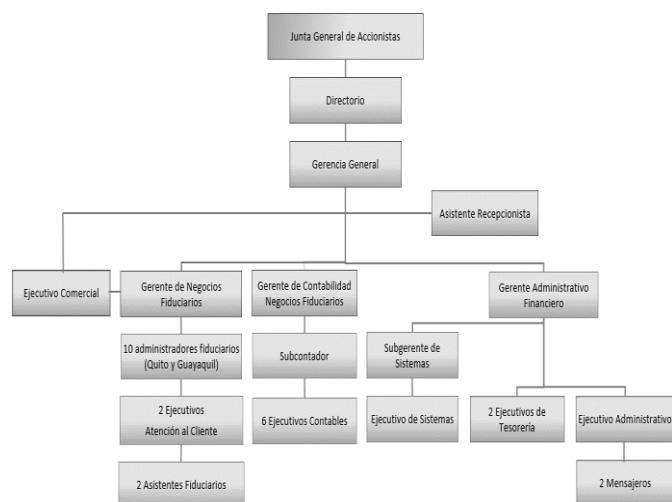 Junta General de Accionistas
Directorio
Gerencia General
Asistente Recepcionista
Ejecutivo Comercial
Gerente de Negocios
Fiduciarios
Gerente de Contabilidad
Negocios Fiduciarios
Gerente Administrativo
Financiero
10 administradores fiduciarios
(Quito y Guayaquil)
Subcontador
Subgerente de
Sistemas
2 Ejecutivos
Atención al Cliente
6 Ejecutivos Contables
Ejecutivo de Sistemas
2 Ejecutivos de
Tesorería
Ejecutivo Administrativo
2 Asistentes Fiduciarios
2 Mensajeros